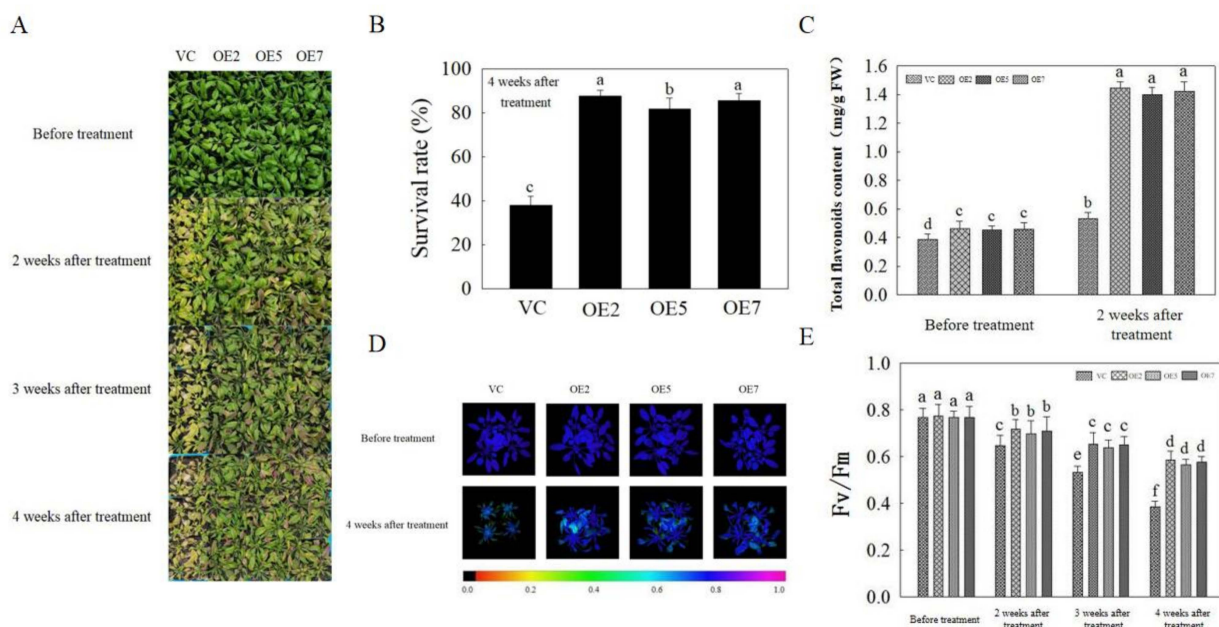 A
VC OE2 OE5 OE7
Before treatment
2 weeks after treatment
3 weeks after treatment
4 weeks after treatment
B
4 weeks after
treatment
Survival rate (%)
100
80
60
40
20
0
c
a
b
a
VC OE2 OE5 OE7
C
VC OE2 OE5 OE7
Total flavonoids content (mg/g FW)
1.6
1.4
1.2
1.0
0.8
0.6
0.4
0.2
0.0
d c c c
b a a a
Before treatment
2 weeks after
treatment
D
VC OE2 OE5 OE7
Before treatment
4 weeks after treatment
0.0 0.2 0.4 0.6 0.8 1.0
E
VC OE2 OE5 OE7
Fv/Fm
1.0
0.8
0.6
0.4
0.2
0.0
a a a a
c b b b
e c c c
f d d d
Before treatment
2 weeks after
treatment
3 weeks after
treatment
4 weeks after
treatment